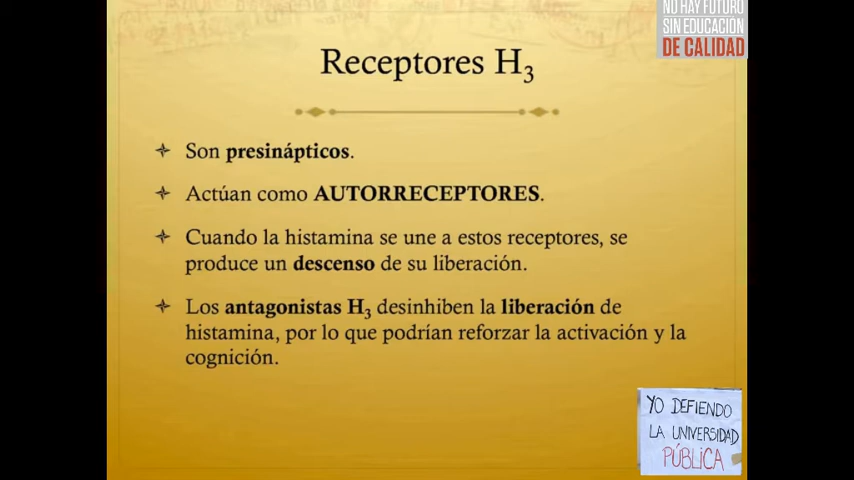 NO HAY FUTURO
SIN EDUCACIÓN
DE CALIDAD
Receptores H₃
Son presinápticos.
Actúan como AUTORRECEPTORES.
Cuando la histamina se une a estos receptores, se
produce un descenso de su liberación.
Los antagonistas H₃ desinhiben la liberación de
histamina, por lo que podrían reforzar la activación y la
cognición.
YO DEFIENDO
LA UNIVERSIDAD
PÚBLICA